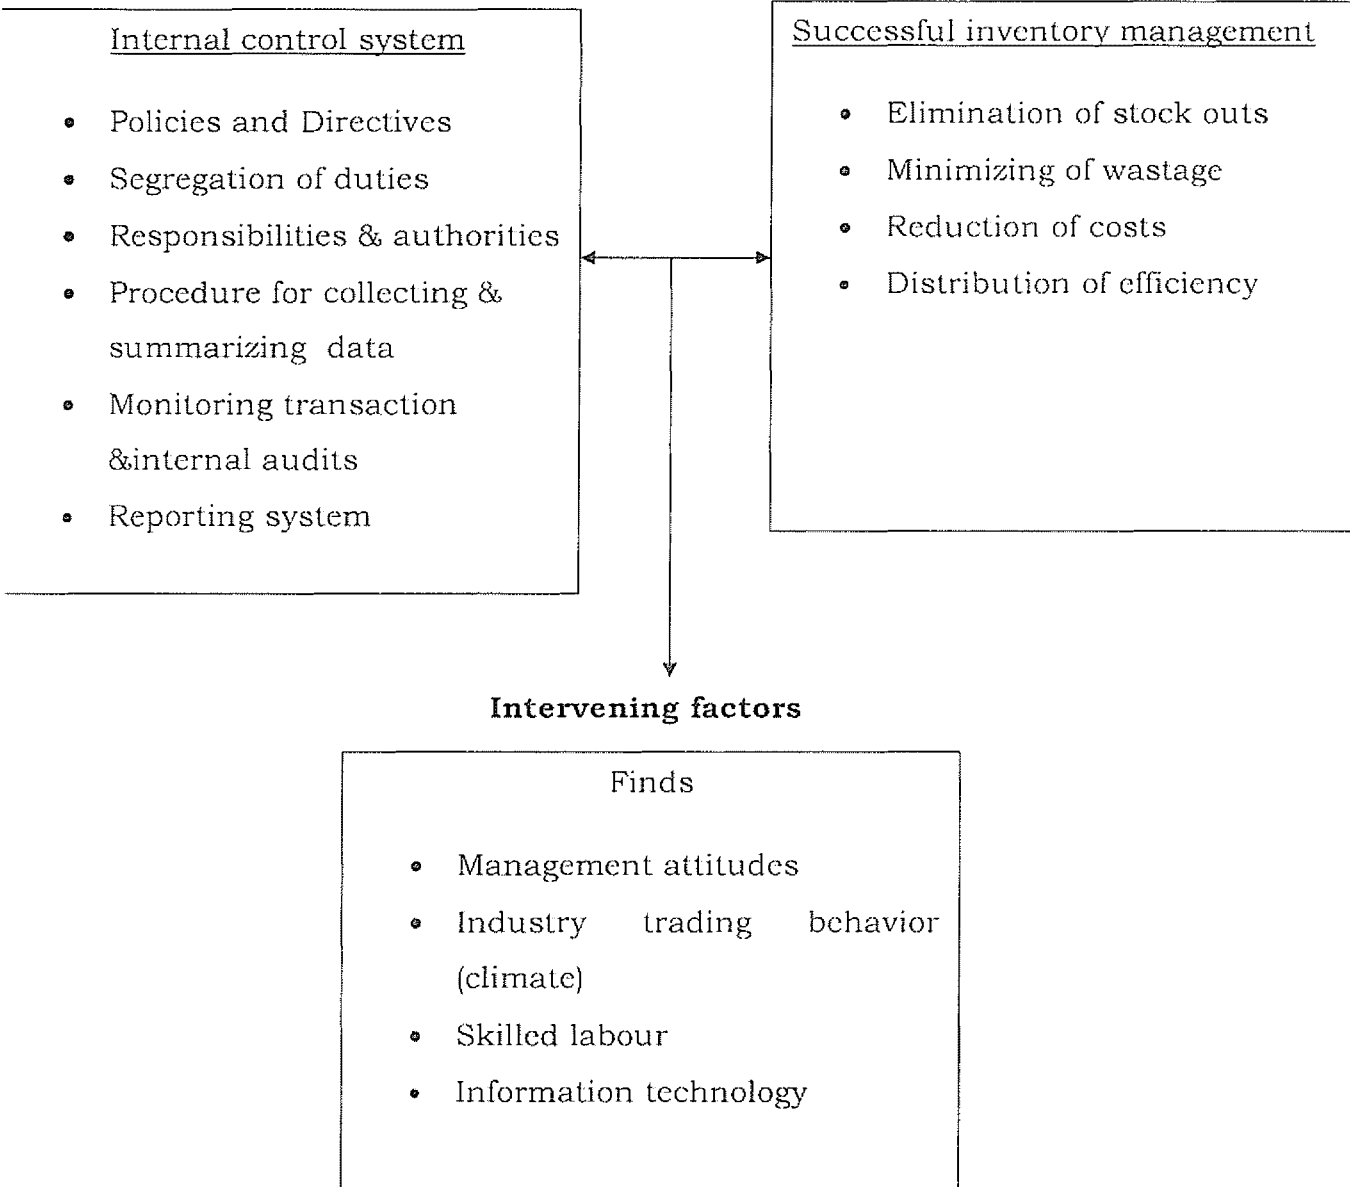 Internal control system
• Policies and Directives
• Segregation of duties
• Responsibilities & authorities
• Procedure for collecting &
summarizing data
• Monitoring transaction
&internal audits
• Reporting system
Successful inventory management
• Elimination of stock outs
• Minimizing of wastage
• Reduction of costs
• Distribution of efficiency
Intervening factors
Finds
• Management attitudes
• Industry trading behavior
(climate)
• Skilled labour
• Information technology